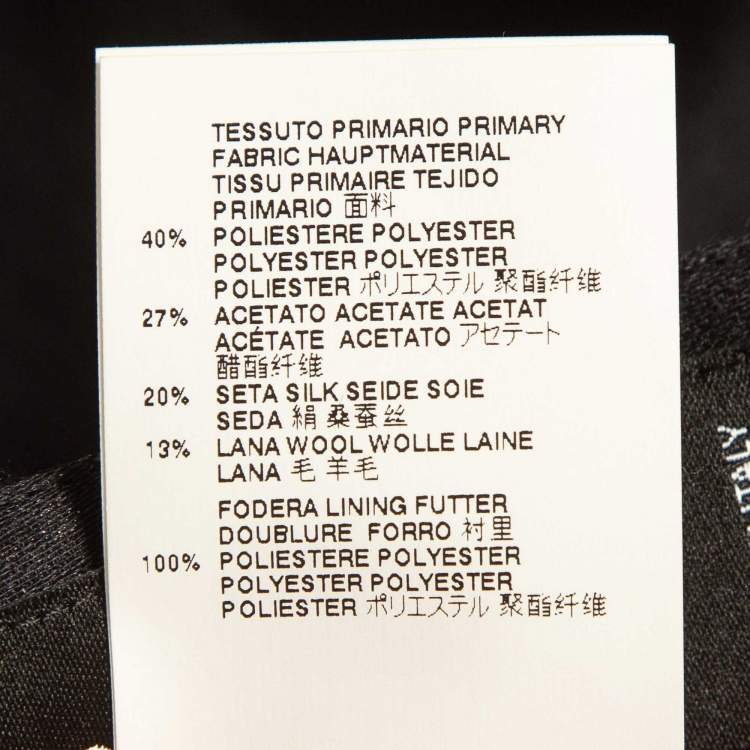 TESSUTO PRIMARIO PRIMARY
FABRIC HAUPTMATERIAL
TISSU PRIMAIRE TEJIDO
PRIMARIO 面料
40% POLIESTERE POLYESTER
POLYESTER POLYESTER
POLIESTER ポリエステル 聚酯纤维
27% ACETATO ACETATE ACETAT
ACÉTATE ACETATO アセテート
醋酯纤维
20% SETA SILK SEIDE SOIE
SEDA 絹 桑蚕丝
13% LANA WOOL WOLLE LAINE
LANA 毛 羊毛
FODERA LINING FUTTER
DOUBLURE FORRO 衬里
100% POLIESTERE POLYESTER
POLYESTER POLYESTER
POLIESTER ポリエステル 聚酯纤维
ITALY